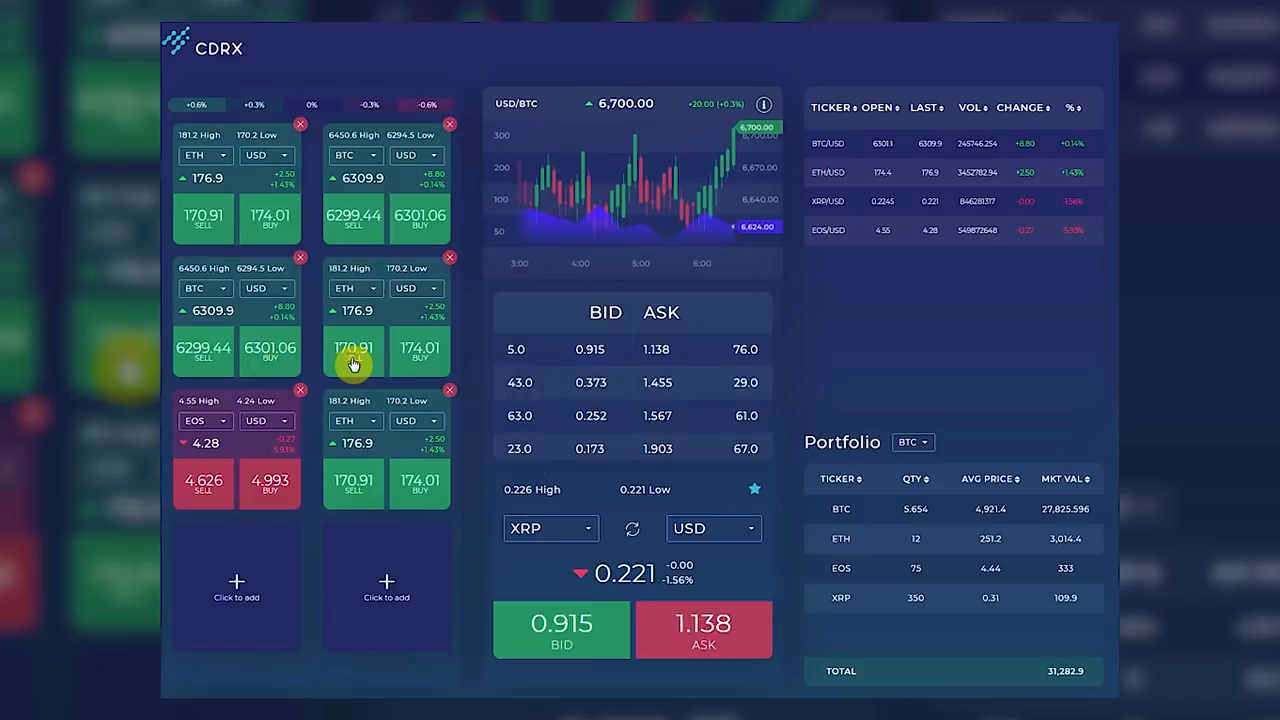 CDRX
+0.6% +0.3% 0% -0.3% -0.6%
181.2 High 170.2 Low
ETH USD
176.9 +2.50 +1.43%
170.91 SELL 174.01 BUY
6450.6 High 6294.5 Low
BTC USD
6309.9 +8.80 +0.14%
6299.44 SELL 6301.06 BUY
6450.6 High 6294.5 Low
BTC USD
6309.9 +8.80 +0.14%
6299.44 SELL 6301.06 BUY
181.2 High 170.2 Low
ETH USD
176.9 +2.50 +1.43%
170.91 174.01 BUY
4.55 High 4.24 Low
EOS USD
4.28 -0.27 5.93%
4.626 SELL 4.993 BUY
181.2 High 170.2 Low
ETH USD
176.9 +2.50 +1.43%
170.91 SELL 174.01 BUY
+ Click to add
+ Click to add
USD/BTC 6,700.00 +20.00 (+0.3%)
300 6,700.00
200 6,670.00
100 6,640.00
50 6,624.00
3:00 4:00 5:00 6:00
BID ASK
5.0 0.915 1.138 76.0
43.0 0.373 1.455 29.0
63.0 0.252 1.567 61.0
23.0 0.173 1.903 67.0
0.226 High 0.221 Low
XRP USD
0.221 -0.00 -1.56%
0.915 BID 1.138 ASK
TICKER OPEN LAST VOL CHANGE %
BTC/USD 6301.1 6309.9 245746.254 +8.80 +0.14%
ETH/USD 174.4 176.9 3452782.94 +2.50 +1.43%
XRP/USD 0.2245 0.221 846281317 -0.00 -1.56%
EOS/USD 4.55 4.28 549872648 -0.27 -5.93%
Portfolio BTC
TICKER QTY AVG PRICE MKT VAL
BTC 5.654 4,921.4 27,825.596
ETH 12 251.2 3,014.4
EOS 75 4.44 333
XRP 350 0.31 109.9
TOTAL 31,282.9